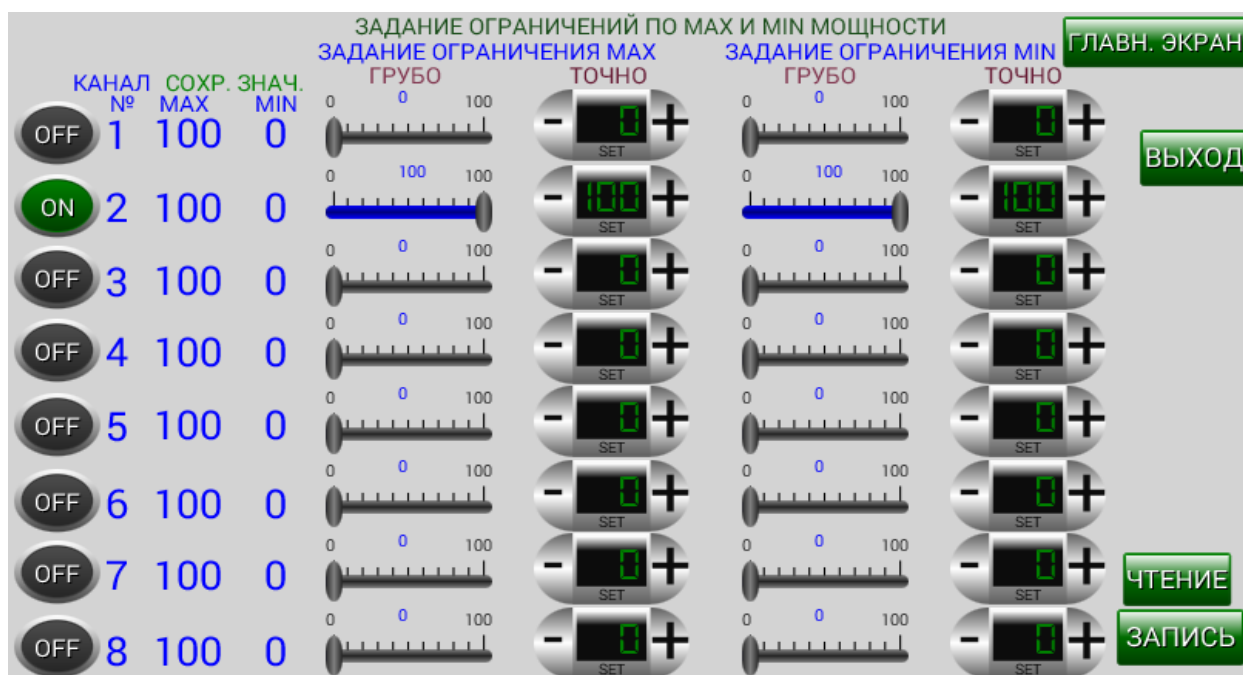 ЗАДАНИЕ ОГРАНИЧЕНИЙ ПО MAX И MIN МОЩНОСТИ
ЗАДАНИЕ ОГРАНИЧЕНИЯ MAX ЗАДАНИЕ ОГРАНИЧЕНИЯ MIN ГЛАВН. ЭКРАН
КАНАЛ СОХР. ЗНАЧ. ГРУБО ТОЧНО ГРУБО ТОЧНО
№ MAX MIN
0 0 100 0 0 100
OFF 1 100 0 - 0 + SET - 0 + SET
ВЫХОД
0 100 100 0 100 100
ON 2 100 0 - 100 + SET - 100 + SET
0 0 100 0 0 100
OFF 3 100 0 - 0 + SET - 0 + SET
0 0 100 0 0 100
OFF 4 100 0 - 0 + SET - 0 + SET
0 0 100 0 0 100
OFF 5 100 0 - 0 + SET - 0 + SET
0 0 100 0 0 100
OFF 6 100 0 - 0 + SET - 0 + SET
0 0 100 0 0 100
OFF 7 100 0 - 0 + SET - 0 + SET ЧТЕНИЕ
0 0 100 0 0 100
OFF 8 100 0 - 0 + SET - 0 + SET ЗАПИСЬ